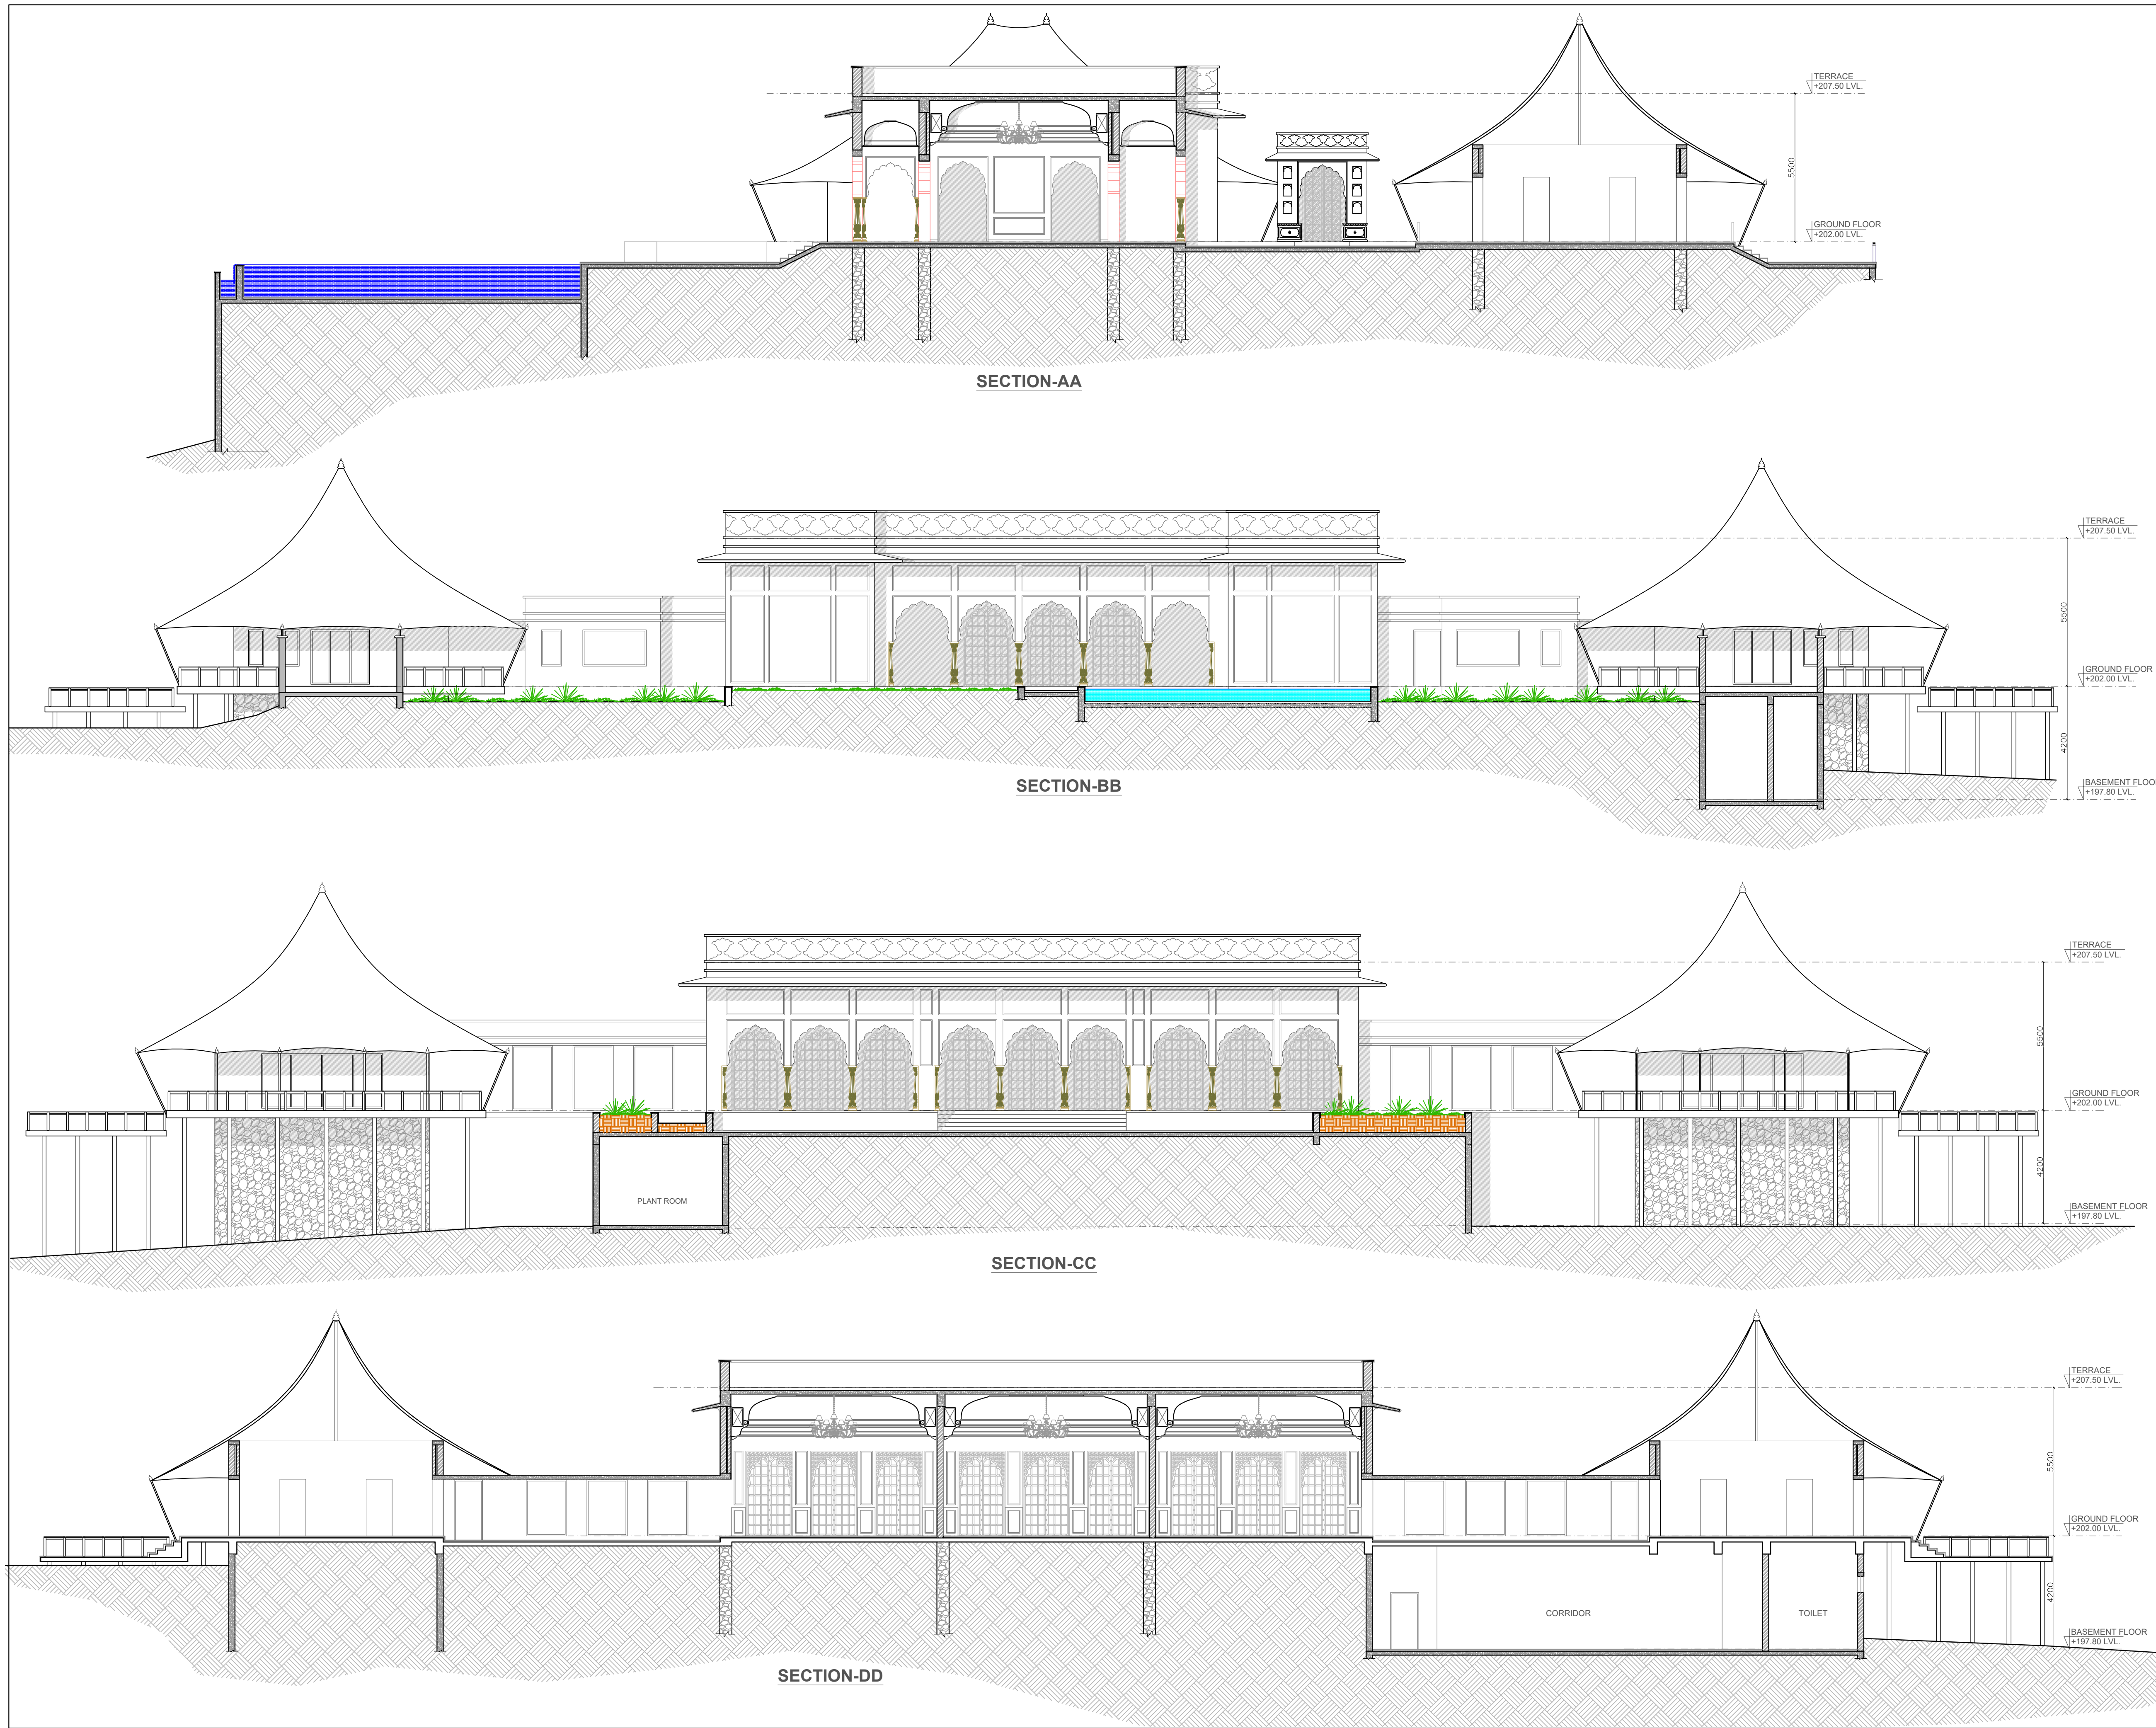 TERRACE
+207.50 LVL.
5500
GROUND FLOOR
+202.00 LVL.
SECTION-AA
TERRACE
+207.50 LVL.
5500
GROUND FLOOR
+202.00 LVL.
4200
BASEMENT FLOO
+197.80 LVL.
SECTION-BB
TERRACE
+207.50 LVL.
5500
GROUND FLOOR
+202.00 LVL.
4200
PLANT ROOM
BASEMENT FLOOR
+197.80 LVL.
SECTION-CC
TERRACE
+207.50 LVL.
5500
GROUND FLOOR
+202.00 LVL.
4200
CORRIDOR
TOILET
BASEMENT FLOOR
+197.80 LVL.
SECTION-DD